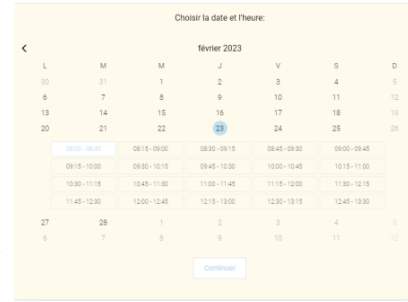 Choisir la date et l'heure:
février 2023
L M M J V S D
30 31 1 2 3 4 5
6 7 8 9 10 11 12
13 14 15 16 17 18 19
20 21 22 23 24 25 26
08:00 - 08:45 08:15 - 09:00 08:30 - 09:15 08:45 - 09:30 09:00 - 09:45
09:15 - 10:00 09:30 - 10:15 09:45 - 10:30 10:00 - 10:45 10:15 - 11:00
10:30 - 11:15 10:45 - 11:30 11:00 - 11:45 11:15 - 12:00 11:30 - 12:15
11:45 - 12:30 12:00 - 12:45 12:15 - 13:00 12:30 - 13:15 12:45 - 13:30
27 28 1 2 3 4 5
6 7 8 9 10 11 12
Continuer